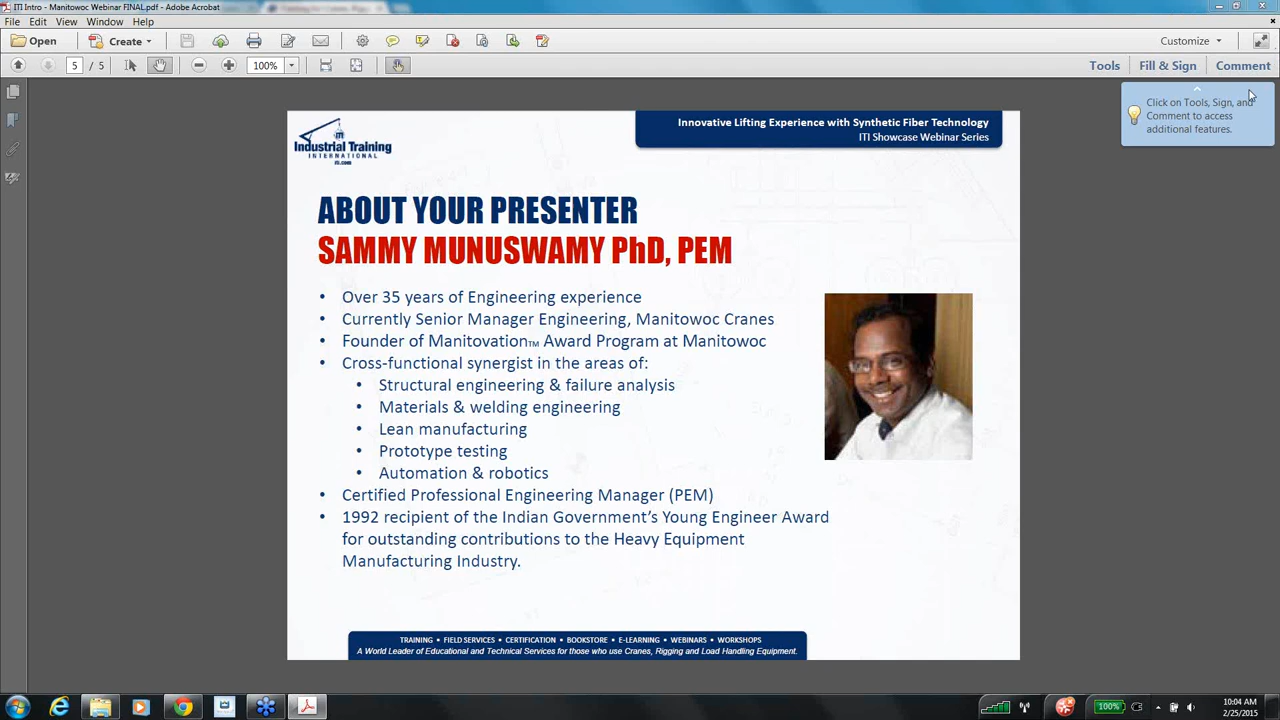 ITI Intro - Manitowoc Webinar FINAL.pdf - Adobe Acrobat
File Edit View Window Help
Open Create Customize
5 / 5 100% Tools Fill & Sign Comment
Click on Tools, Sign, and
Comment to access
additional features.
Innovative Lifting Experience with Synthetic Fiber Technology
ITI Showcase Webinar Series
ITI
Industrial Training
INTERNATIONAL
iti.com
ABOUT YOUR PRESENTER
SAMMY MUNUSWAMY PhD, PEM
• Over 35 years of Engineering experience
• Currently Senior Manager Engineering, Manitowoc Cranes
• Founder of Manitovation™ Award Program at Manitowoc
• Cross-functional synergist in the areas of:
• Structural engineering & failure analysis
• Materials & welding engineering
• Lean manufacturing
• Prototype testing
• Automation & robotics
• Certified Professional Engineering Manager (PEM)
• 1992 recipient of the Indian Government's Young Engineer Award
for outstanding contributions to the Heavy Equipment
Manufacturing Industry.
TRAINING • FIELD SERVICES • CERTIFICATION • BOOKSTORE • E-LEARNING • WEBINARS • WORKSHOPS
A World Leader of Educational and Technical Services for those who use Cranes, Rigging and Load Handling Equipment.
100% 10:04 AM
2/25/2015